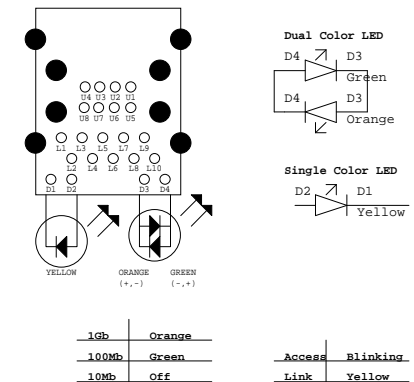 U4 U3 U2 U1
U8 U7 U6 U5
L1 L3 L5 L7 L9
L2 L4 L6 L8 L10
D1 D2 D3 D4
YELLOW
ORANGE GREEN
(+,-) (-,+)
Dual Color LED
D4 D3
Green
D4 D3
Orange
Single Color LED
D2 D1
Yellow
1Gb Orange
100Mb Green
10Mb Off
Access Blinking
Link Yellow